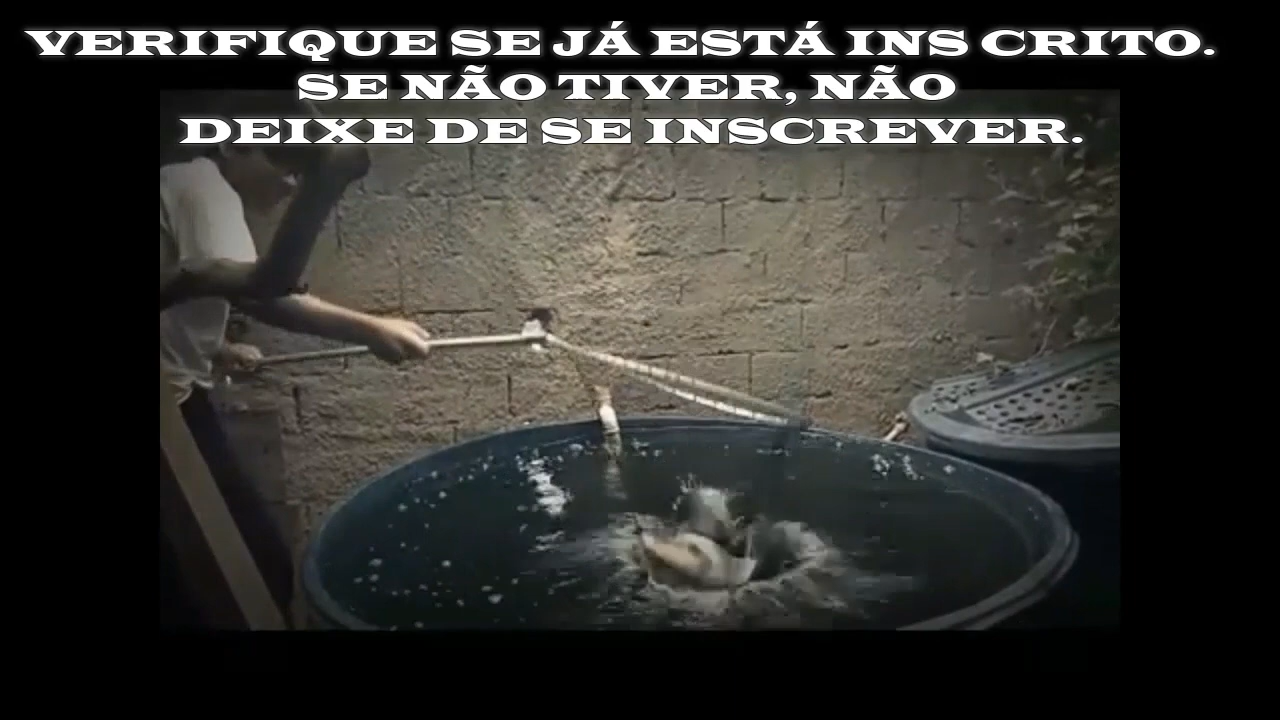 VERIFIQUE SE JÁ ESTÁ INS CRITO.
SE NÃO TIVER, NÃO
DEIXE DE SE INSCREVER.